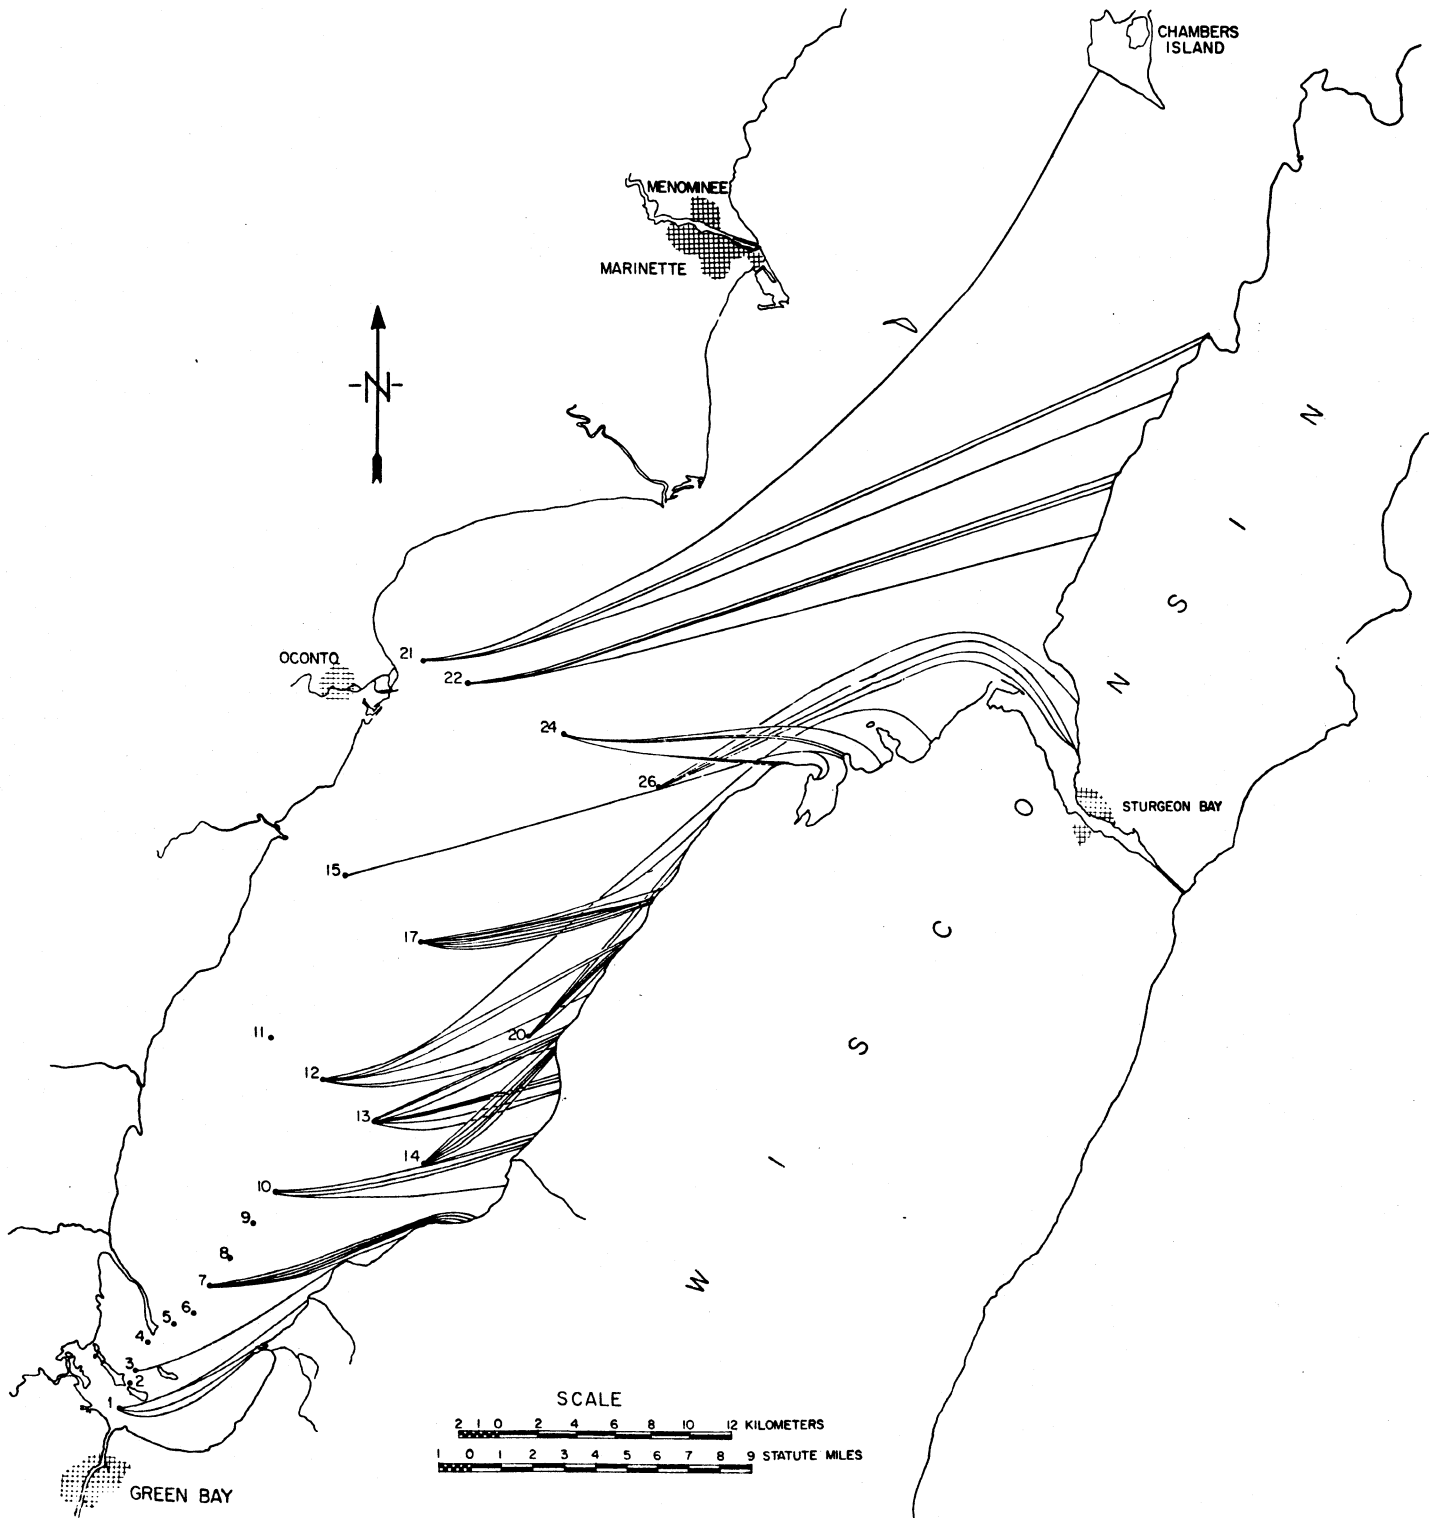 CHAMBERS
ISLAND
MENOMINEE
MARINETTE
N
N
I
S
21
OCONTO
22
N
24
26
STURGEON BAY
O
15
17
C
11
20
S
12
13
14
I
10
9
8
7
W
6
5
4
3
2
1
SCALE
2 1 0 2 4 6 8 10 12 KILOMETERS
1 0 1 2 3 4 5 6 7 8 9 STATUTE MILES
GREEN BAY